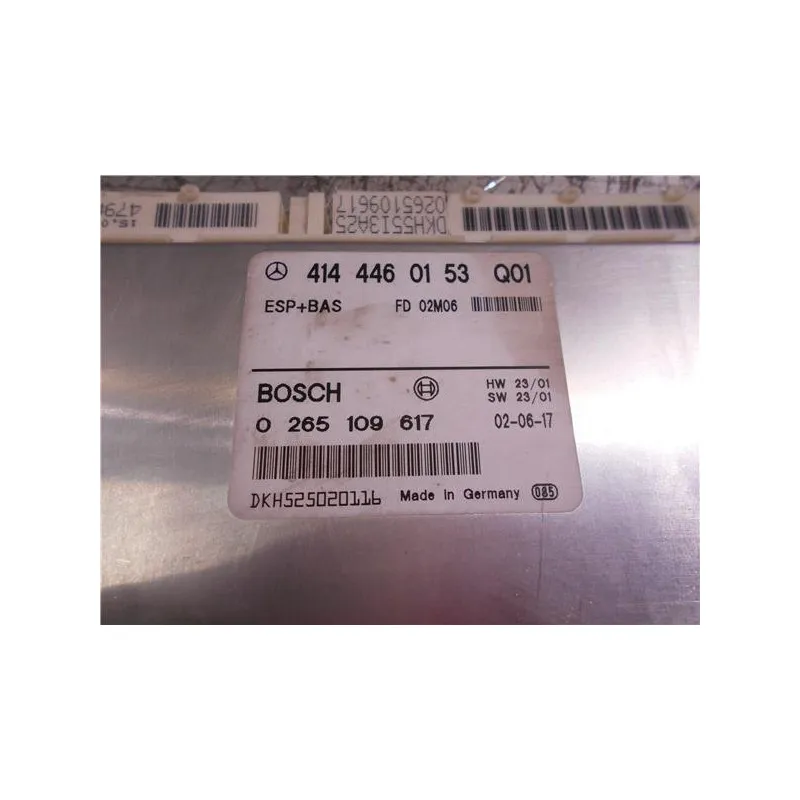 DKH55I3A25
0265109617
414 446 01 53 Q01
ESP+BAS FD 02M06
BOSCH HW 23/01
SW 23/01
0 265 109 617 02-06-17
DKH525020116 Made in Germany 085